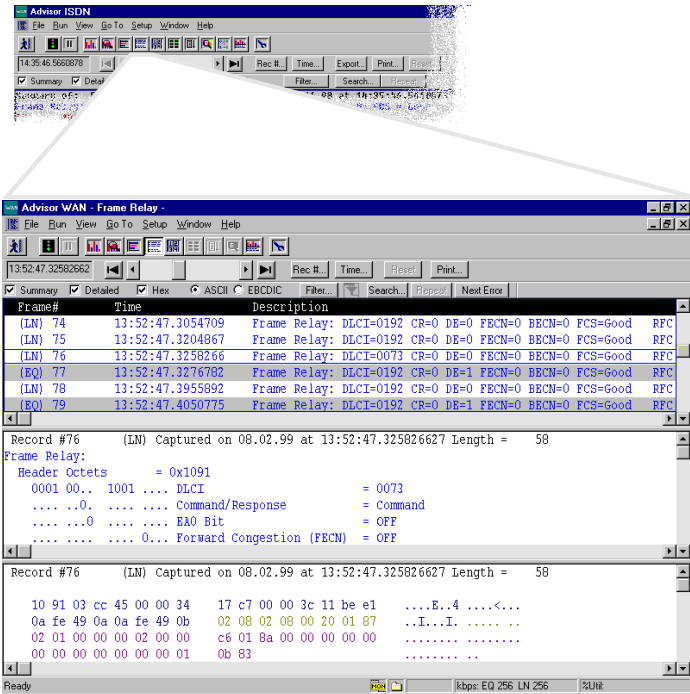 Advisor ISDN
File Run View Go To Setup Window Help
14:35:46.5660878 Rec #... Time... Export... Print... Reset
Summary Filter... Search... Repeat
Advisor WAN - Frame Relay -
File Run View Go To Setup Window Help
13:52:47.32582662 Rec #... Time... Reset Print...
Summary Detailed Hex ASCII EBCDIC Filter... Search... Repeat Next Error
Frame# Time Description
(LN) 74 13:52:47.3054709 Frame Relay: DLCI=0192 CR=0 DE=0 FECN=0 BECN=0 FCS=Good RFC
(LN) 75 13:52:47.3204867 Frame Relay: DLCI=0192 CR=0 DE=0 FECN=0 BECN=0 FCS=Good RFC
(LN) 76 13:52:47.3258266 Frame Relay: DLCI=0073 CR=0 DE=0 FECN=0 BECN=0 FCS=Good RFC
(EQ) 77 13:52:47.3276782 Frame Relay: DLCI=0192 CR=0 DE=1 FECN=0 BECN=0 FCS=Good RFC
(LN) 78 13:52:47.3955892 Frame Relay: DLCI=0192 CR=0 DE=0 FECN=0 BECN=0 FCS=Good RFC
(EQ) 79 13:52:47.4050775 Frame Relay: DLCI=0192 CR=0 DE=1 FECN=0 BECN=0 FCS=Good RFC
Record #76 (LN) Captured on 08.02.99 at 13:52:47.325826627 Length = 58
Frame Relay:
Header Octets = 0x1091
0001 00.. 1001 .... DLCI = 0073
.... ..0. .... .... Command/Response = Command
.... ...0 .... .... EA0 Bit = OFF
.... .... .... 0... Forward Congestion (FECN) = OFF
Record #76 (LN) Captured on 08.02.99 at 13:52:47.325826627 Length = 58
10 91 03 cc 45 00 00 34 17 c7 00 00 3c 11 be e1 ....E..4 ....<...
0a fe 49 0a 0a fe 49 0b 02 08 02 08 00 20 01 87 ..I...I. ..... ..
02 01 00 00 00 02 00 00 c6 01 8a 00 00 00 00 00 ........ ........
00 00 00 00 00 00 00 01 0b 83 ........ ..
Ready MON kbps: EQ 256 LN 256 %Util: